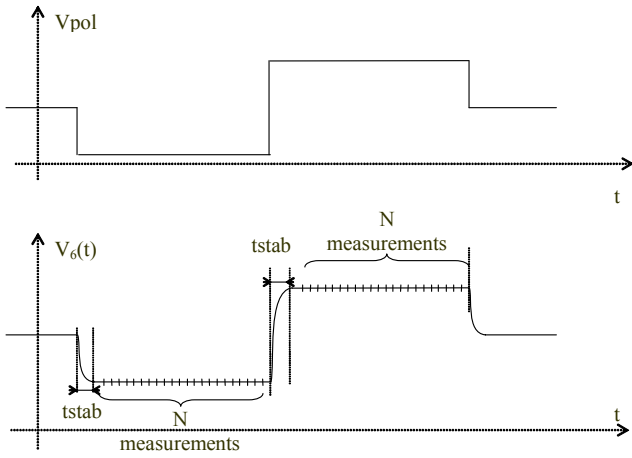 Vpol
t
V₆(t)
tstab
N
measurements
tstab
N
measurements
t